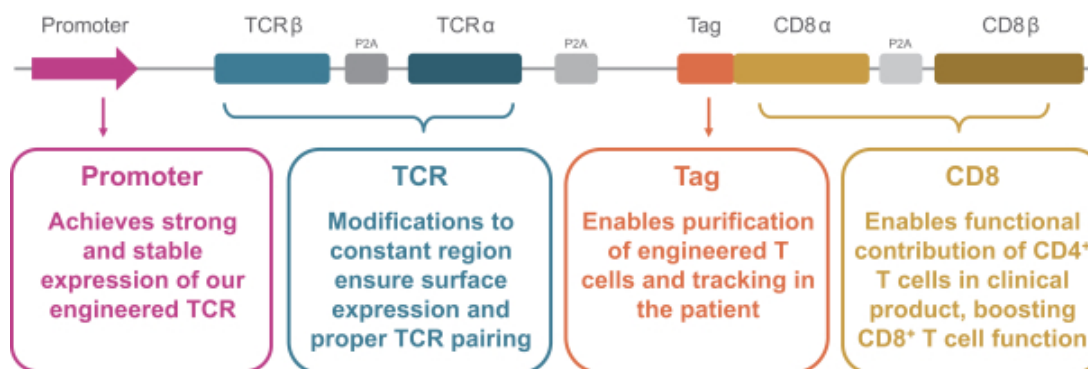 Promoter TCRβ TCRα Tag CD8α CD8β
P2A P2A P2A
Promoter
Achieves strong
and stable
expression of our
engineered TCR
TCR
Modifications to
constant region
ensure surface
expression and
proper TCR pairing
Tag
Enables purification
of engineered T
cells and tracking in
the patient
CD8
Enables functional
contribution of CD4⁺
T cells in clinical
product, boosting
CD8⁺ T cell function